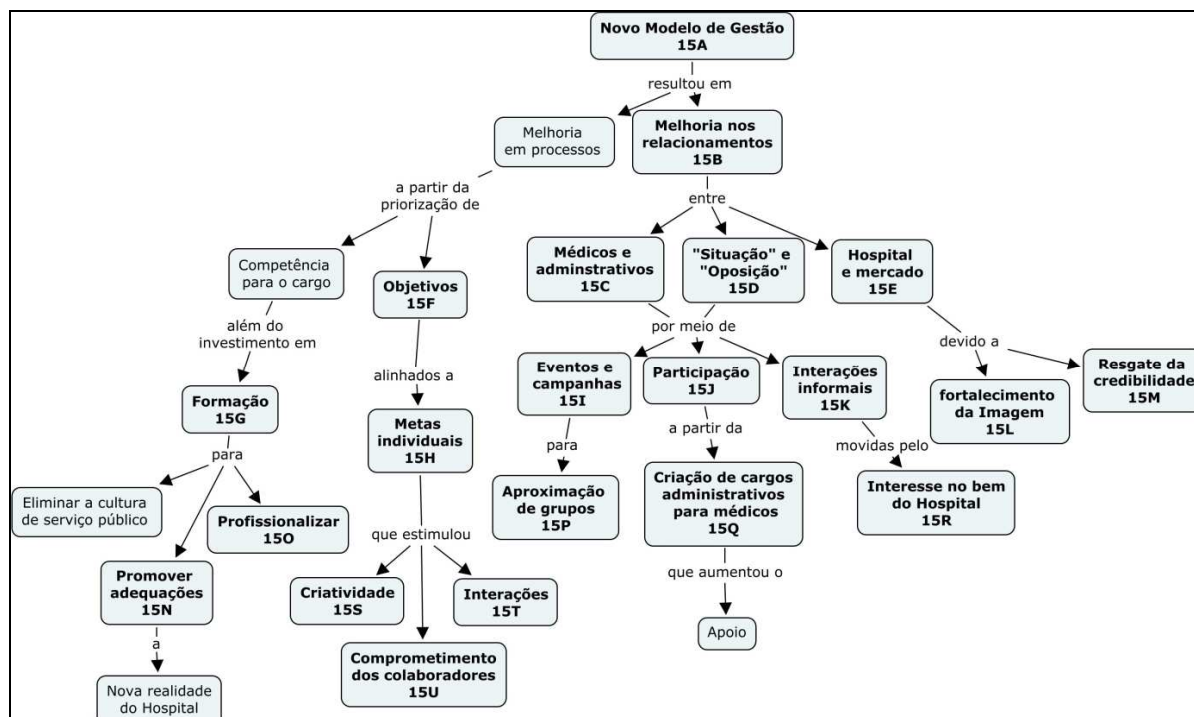 Novo Modelo de Gestão
15A
resultou em
Melhoria
em processos
Melhoria nos
relacionamentos
15B
a partir da
priorização de
entre
Competência
para o cargo
Objetivos
15F
Médicos e
adminstrativos
15C
"Situação" e
"Oposição"
15D
Hospital
e mercado
15E
além do
investimento em
por meio de
devido a
alinhados a
Formação
15G
Metas
individuais
15H
Eventos e
campanhas
15I
Participação
15J
Interações
informais
15K
fortalecimento
da Imagem
15L
Resgate da
credibilidade
15M
para
para
a partir da
movidas pelo
Eliminar a cultura
de serviço público
Profissionalizar
15O
Aproximação
de grupos
15P
Criação de cargos
administrativos
para médicos
15Q
Interesse no bem
do Hospital
15R
que estimulou
que aumentou o
Promover
adequações
15N
Criatividade
15S
Interações
15T
Apoio
a
Comprometimento
dos colaboradores
15U
Nova realidade
do Hospital